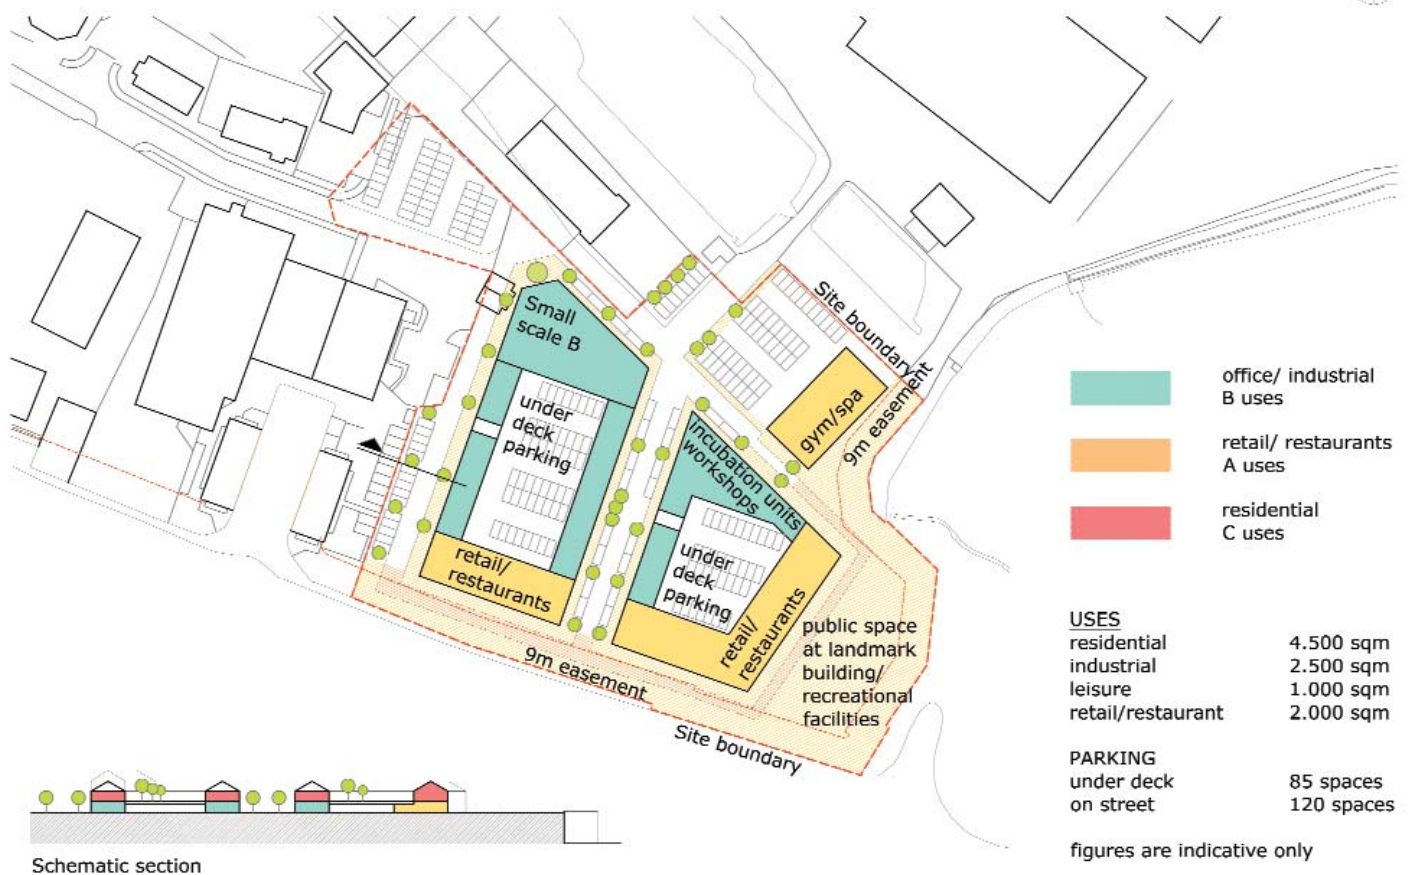 Small
scale B
under
deck
parking
retail/
restaurants
incubation units
workshops
under
deck
parking
retail/
restaurants
gym/spa
Site boundary
9m easement
public space
at landmark
building/
recreational
facilities
9m easement
Site boundary
office/ industrial
B uses
retail/ restaurants
A uses
residential
C uses
USES
residential 4.500 sqm
industrial 2.500 sqm
leisure 1.000 sqm
retail/restaurant 2.000 sqm
PARKING
under deck 85 spaces
on street 120 spaces
figures are indicative only
Schematic section